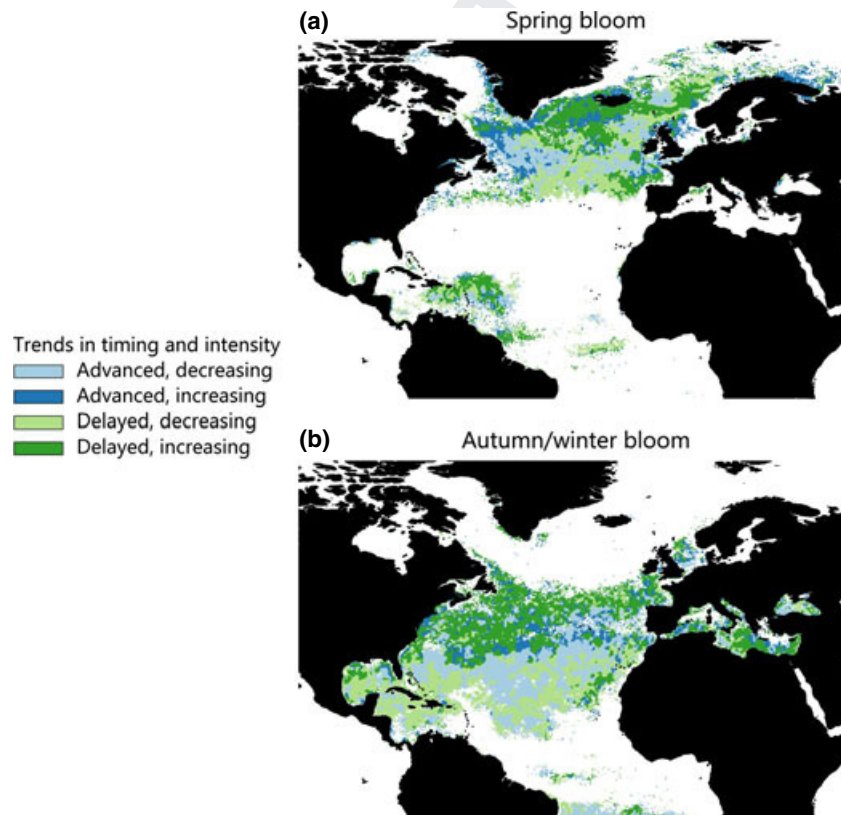 (a)
Spring bloom
Trends in timing and intensity
Advanced, decreasing
Advanced, increasing
Delayed, decreasing
Delayed, increasing
(b)
Autumn/winter bloom